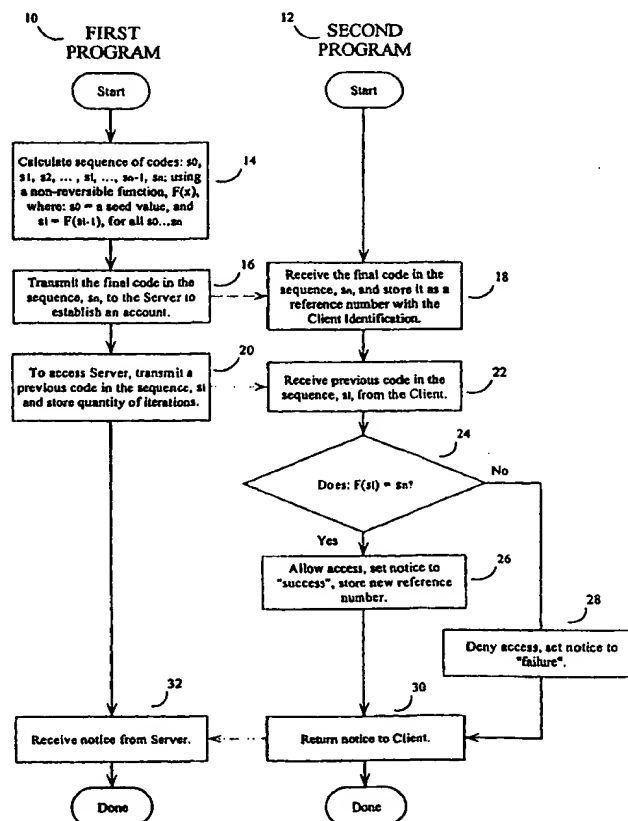 10
FIRST
PROGRAM
12
SECOND
PROGRAM
Start
Start
Calculate sequence of codes: s0,
s1, s2, ... , si, ..., sn-1, sn; using
a non-reversible function, F(x),
where: s0 = a seed value, and
si = F(si-1), for all s0...sn
14
Transmit the final code in the
sequence, sn, to the Server to
establish an account.
16
Receive the final code in the
sequence, sn, and store it as a
reference number with the
Client Identification.
18
To access Server, transmit a
previous code in the sequence, si
and store quantity of iterations.
20
Receive previous code in the
sequence, si, from the Client.
22
24
Does: F(si) = sn?
No
Yes
Allow access, set notice to
"success", store new reference
number.
26
28
Deny access, set notice to
"failure".
32
Receive notice from Server.
30
Return notice to Client.
Done
Done